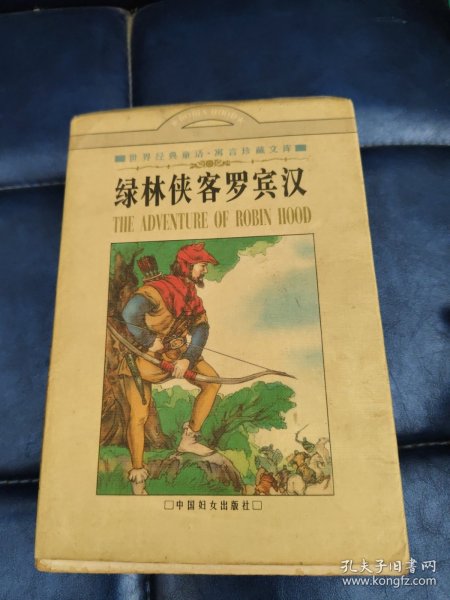 ROBIN HOOD
世界经典童话·寓言珍藏文库
绿林侠客罗宾汉
THE ADVENTURE OF ROBIN HOOD
中国妇女出版社
孔夫子旧书网
www.kongfz.com